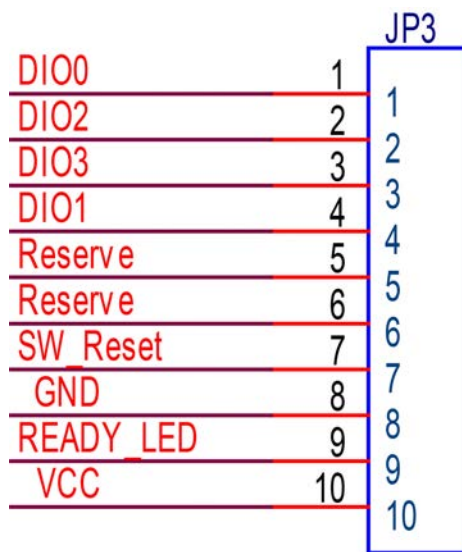 JP3
DIO0 1 1
DIO2 2 2
DIO3 3 3
DIO1 4 4
Reserve 5 5
Reserve 6 6
SW_Reset 7 7
GND 8 8
READY_LED 9 9
VCC 10 10